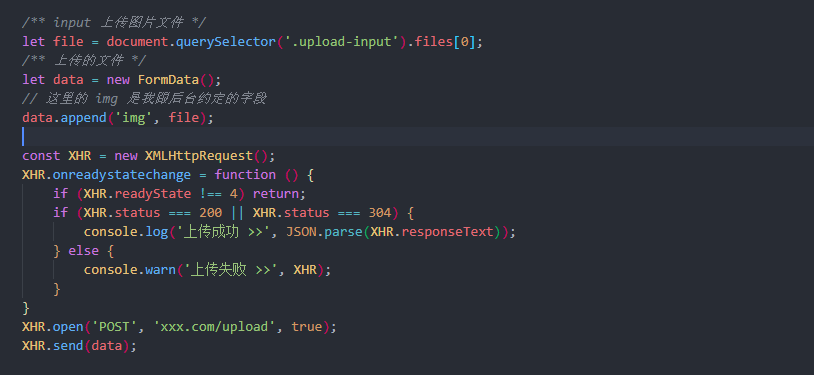 /** input 上传图片文件 */
let file = document.querySelector('.upload-input').files[0];
/** 上传的文件 */
let data = new FormData();
// 这里的 img 是我跟后台约定的字段
data.append('img', file);
const XHR = new XMLHttpRequest();
XHR.onreadystatechange = function () {
if (XHR.readyState !== 4) return;
if (XHR.status === 200 || XHR.status === 304) {
console.log('上传成功 >>', JSON.parse(XHR.responseText));
} else {
console.warn('上传失败 >>', XHR);
}
}
XHR.open('POST', 'xxx.com/upload', true);
XHR.send(data);